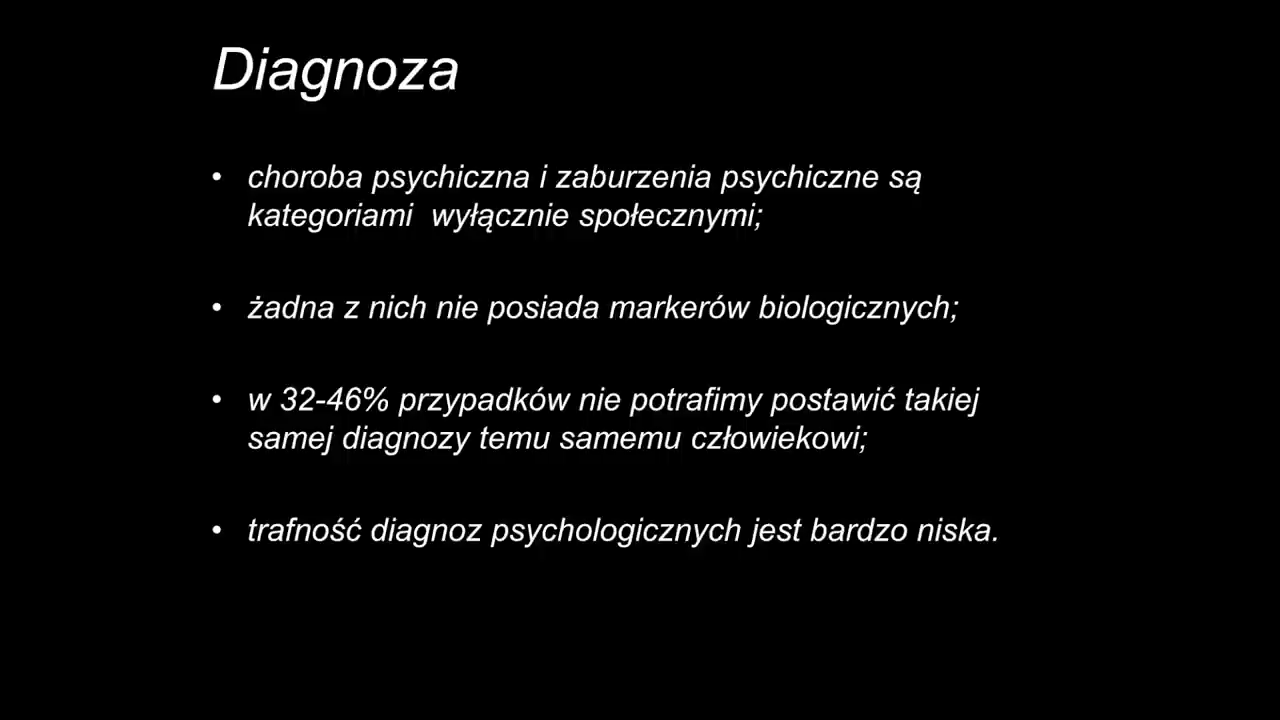 Diagnoza
• choroba psychiczna i zaburzenia psychiczne są
kategoriami  wyłącznie społecznymi;
• żadna z nich nie posiada markerów biologicznych;
• w 32-46% przypadków nie potrafimy postawić takiej
samej diagnozy temu samemu człowiekowi;
• trafność diagnoz psychologicznych jest bardzo niska.